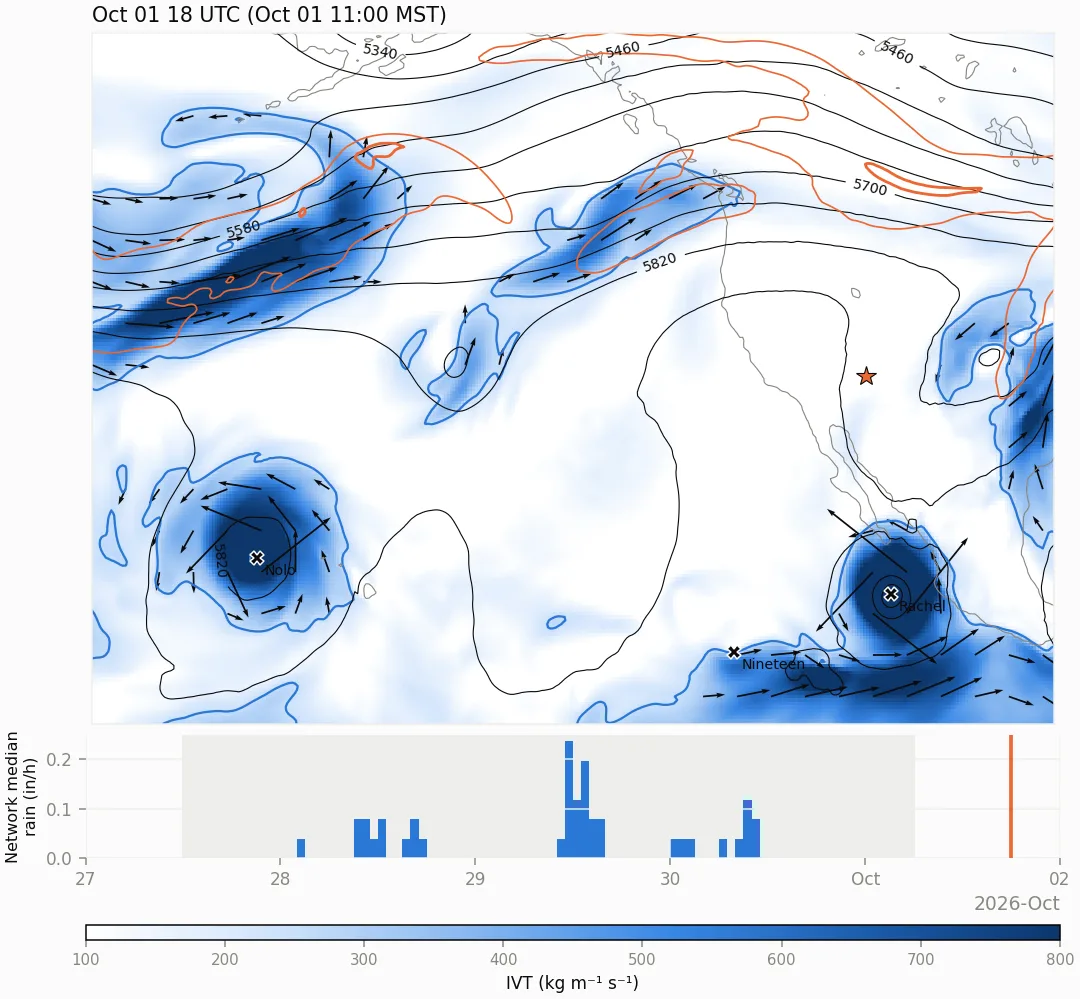 Oct 01 18 UTC (Oct 01 11:00 MST)
5340
5460
5460
5700
5580
5820
5820
Nolo
Rachel
Nineteen
Network median
rain (in/h)
0.2
0.1
0.0
27
28
29
30
Oct
02
2026-Oct
100
200
300
400
500
600
700
800
IVT (kg m⁻¹ s⁻¹)